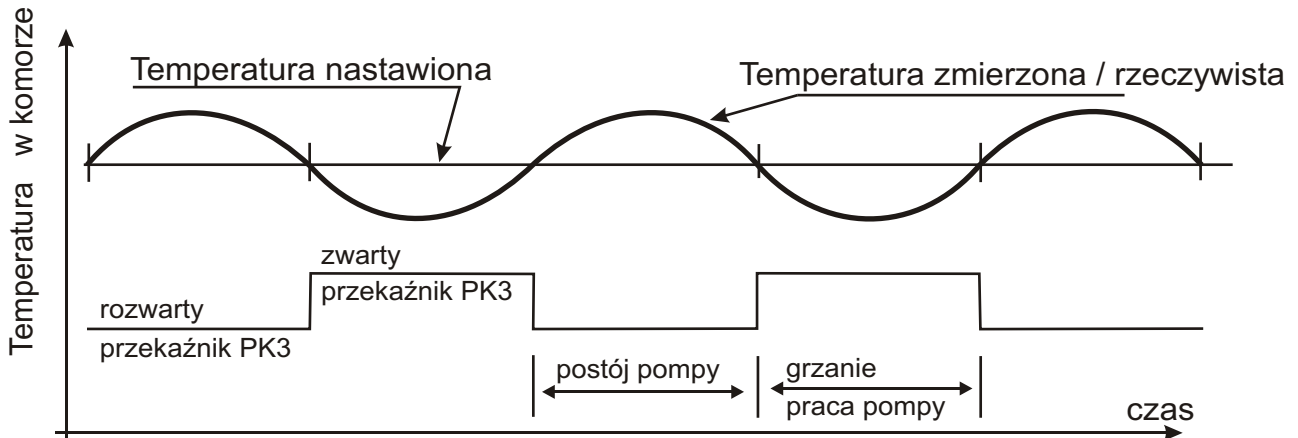 Temperatura w komorze
Temperatura nastawiona
Temperatura zmierzona / rzeczywista
zwarty
przekaźnik PK3
rozwarty
przekaźnik PK3
postój pompy
grzanie
praca pompy
czas